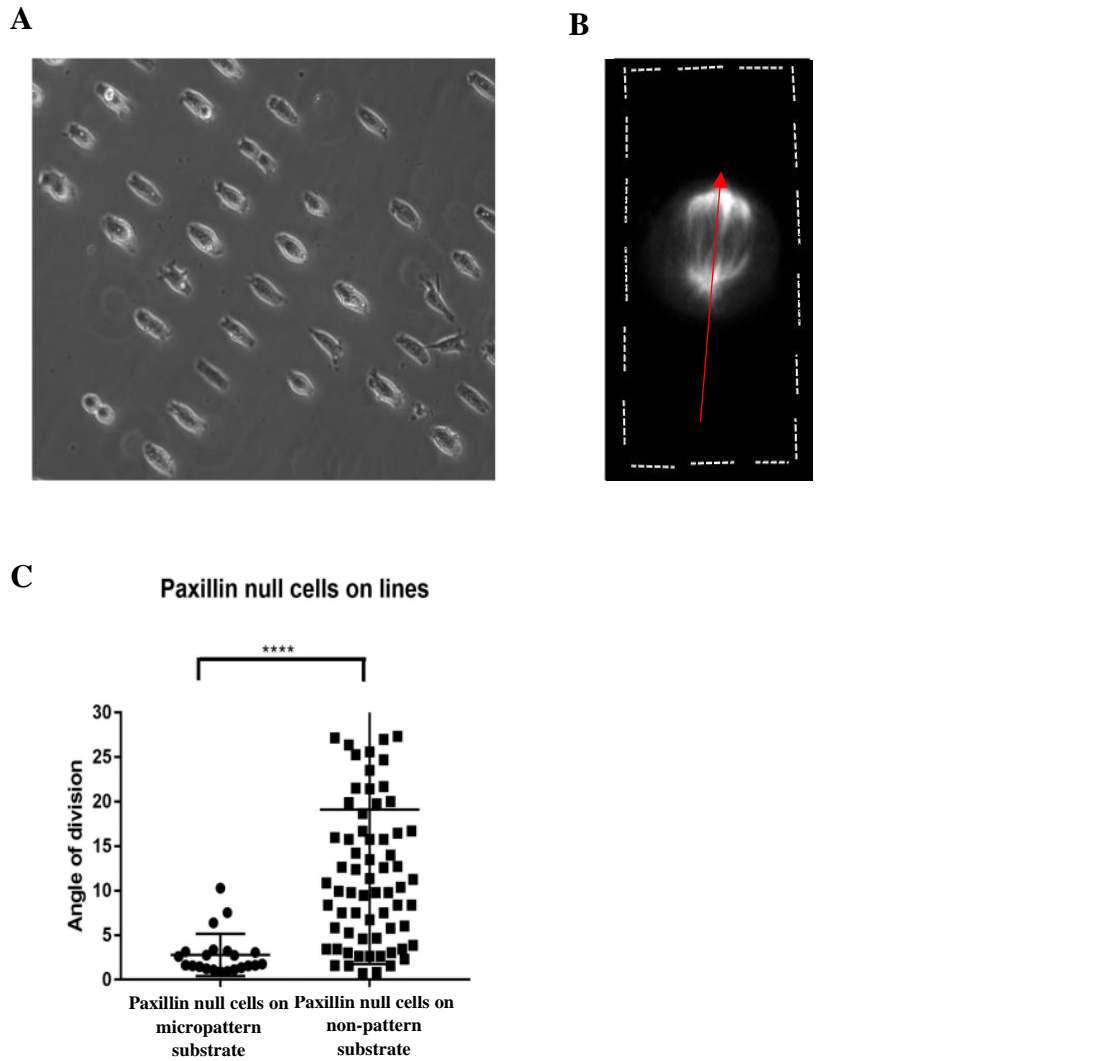 A
B
C
Paxillin null cells on lines
****
Angle of division
30
25
20
15
10
5
0
Paxillin null cells on micropattern substrate
Paxillin null cells on non-pattern substrate